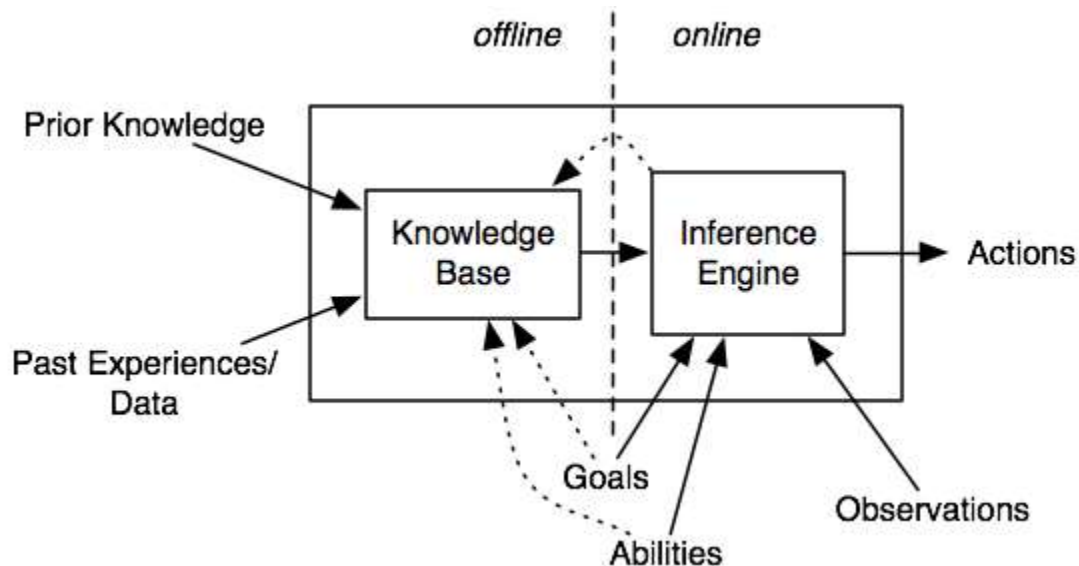 offline
online
Prior Knowledge
Knowledge
Base
Inference
Engine
Actions
Past Experiences/
Data
Goals
Abilities
Observations